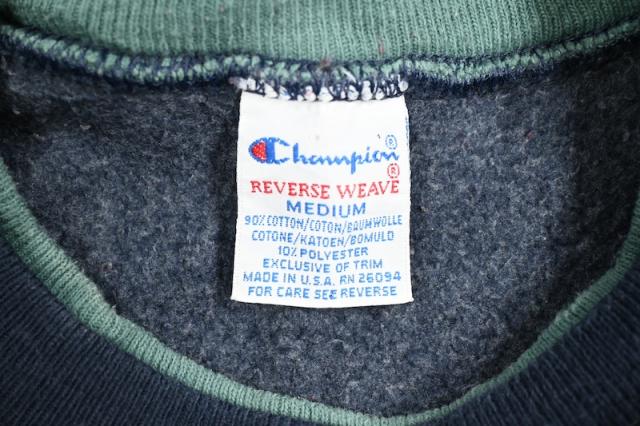 Champion®
REVERSE WEAVE®
MEDIUM
90% COTTON/COTON/BAUMWOLLE
COTONE/KATOEN/BOMULD
10% POLYESTER
EXCLUSIVE OF TRIM
MADE IN U.S.A. RN 26094
FOR CARE SEE REVERSE